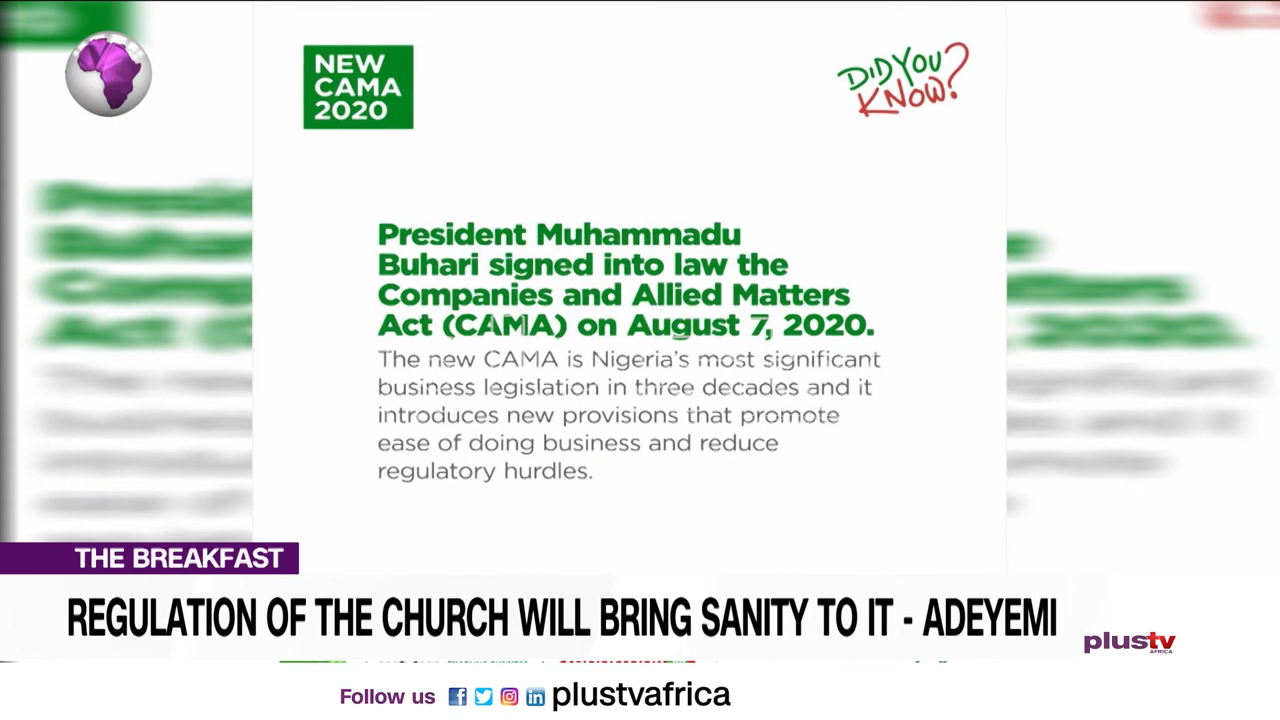 NEW
CAMA
2020
DID YOU
KNOW?
President Muhammadu
Buhari signed into law the
Companies and Allied Matters
Act (CAMA) on August 7, 2020.
The new CAMA is Nigeria's most significant
business legislation in three decades and it
introduces new provisions that promote
ease of doing business and reduce
regulatory hurdles.
THE BREAKFAST
REGULATION OF THE CHURCH WILL BRING SANITY TO IT - ADEYEMI
plustv
AFRICA
Follow us plustvafrica